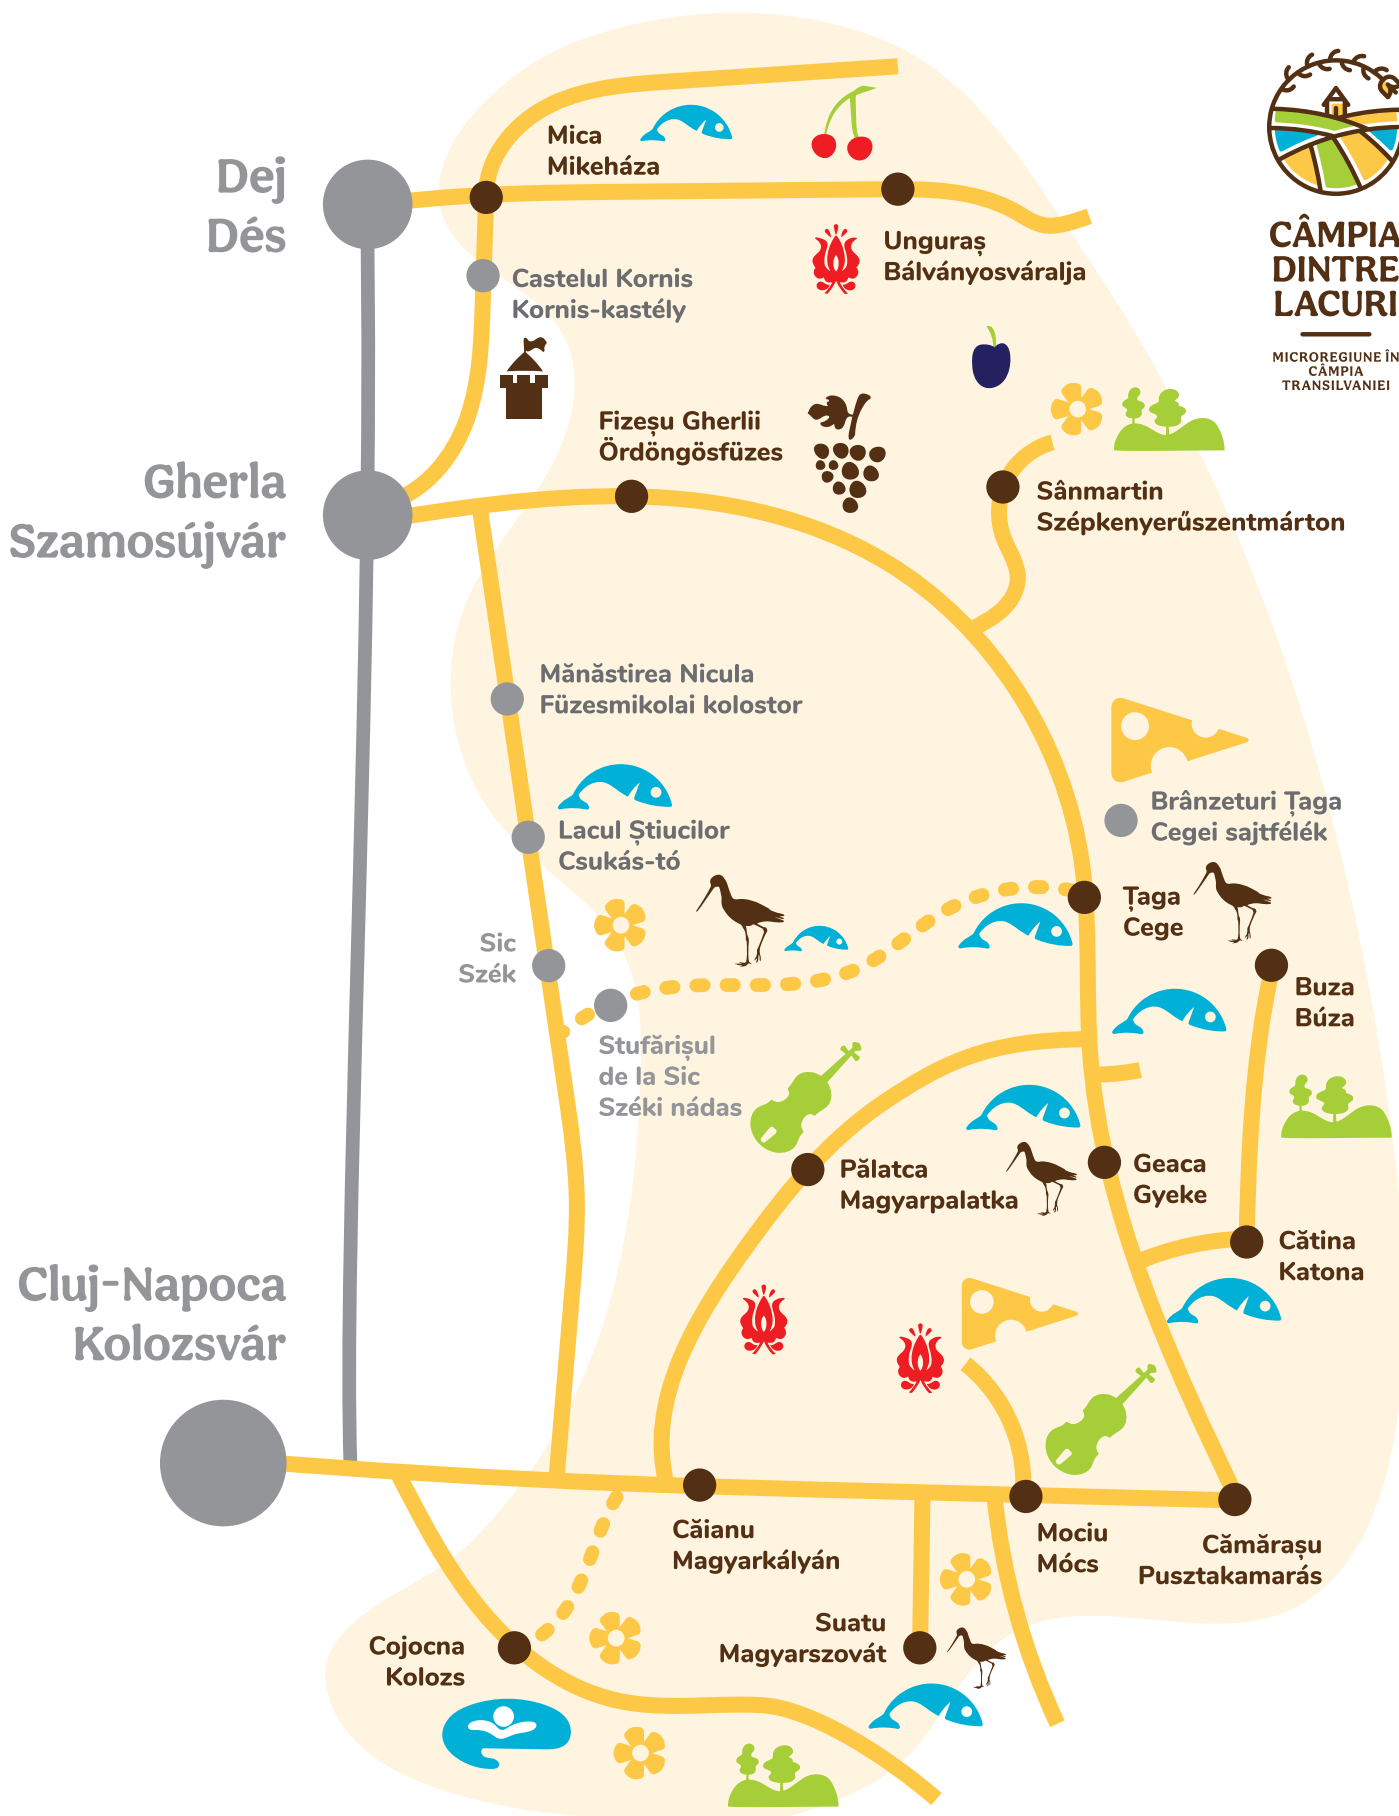 Mica
Mikeháza
Dej
Dés
Unguraș
Bálványosváralja
CÂMPIA
DINTRE
LACURI
MICROREGIUNE ÎN
CÂMPIA
TRANSILVANIEI
Castelul Kornis
Kornis-kastély
Fizeșu Gherlii
Ördöngösfüzes
Gherla
Szamosújvár
Sânmartin
Szépkenyerűszentmárton
Mănăstirea Nicula
Füzesmikolai kolostor
Brânzeturi Țaga
Cegei sajtfélék
Lacul Știucilor
Csukás-tó
Țaga
Cege
Sic
Szék
Buza
Búza
Stufărișul
de la Sic
Széki nádas
Pălatca
Magyarpalatka
Geaca
Gyeke
Cătina
Katona
Cluj-Napoca
Kolozsvár
Căianu
Magyarkályán
Mociu
Mócs
Cămărașu
Pusztakamarás
Suatu
Magyarszovát
Cojocna
Kolozs